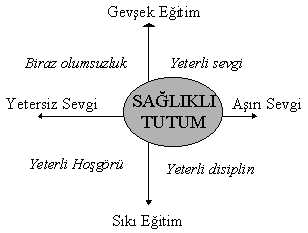 Gevşek Eğitim
Biraz olumsuzluk
Yeterli sevgi
Yetersiz Sevgi
SAĞLIKLI
TUTUM
Aşırı Sevgi
Yeterli Hoşgörü
Yeterli disiplin
Sıkı Eğitim